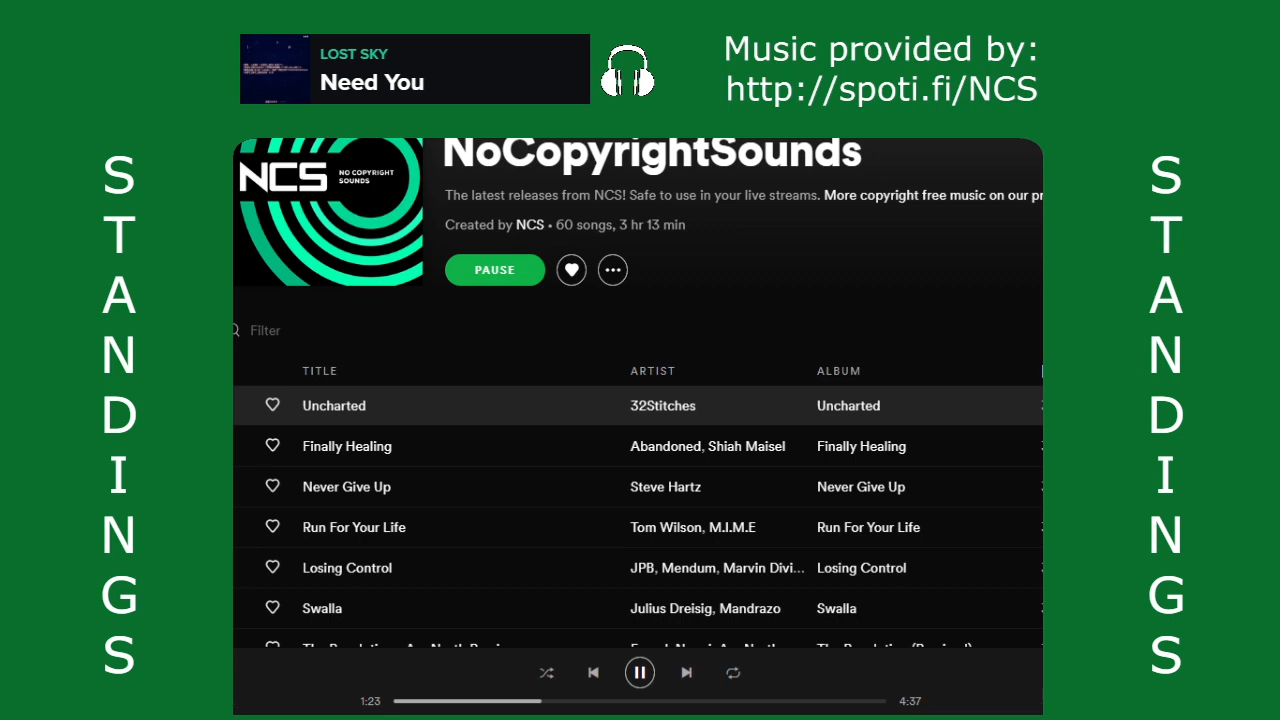 LOST SKY
Need You
Music provided by:
http://spoti.fi/NCS
STANDINGS
NCS NO COPYRIGHT
SOUNDS
NoCopyrightSounds
The latest releases from NCS! Safe to use in your live streams. More copyright free music on our
Created by NCS • 60 songs, 3 hr 13 min
PAUSE
Filter
TITLE ARTIST ALBUM
Uncharted 32Stitches Uncharted
Finally Healing Abandoned, Shiah Maisel Finally Healing
Never Give Up Steve Hartz Never Give Up
Run For Your Life Tom Wilson, M.I.M.E Run For Your Life
Losing Control JPB, Mendum, Marvin Divi... Losing Control
Swalla Julius Dreisig, Mandrazo Swalla
1:23 4:37
STANDINGS